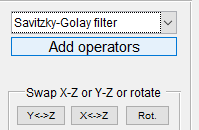 Savitzky-Golay filter
Add operators
Swap X-Z or Y-Z or rotate
Y<->Z X<->Z Rot.